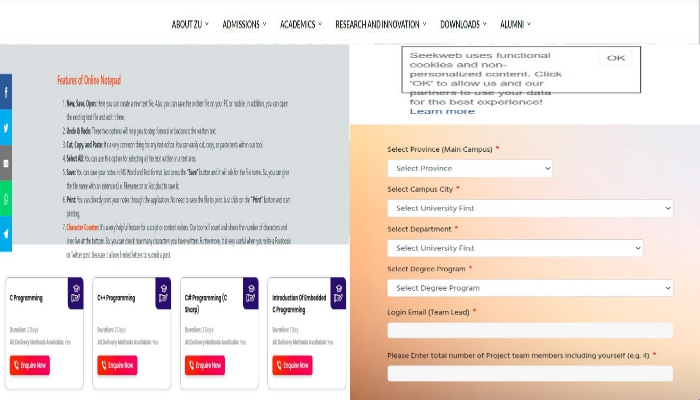 ABOUT ZU ADMISSIONS ACADEMICS RESEARCH AND INNOVATION DOWNLOADS ALUMNI
Features of Online Notepad
1. New, Save, Open: Here you can create a new text file. Also, you can save the written file on your PC or mobile. In addition, you can open
the existing text file and edit it here.
2. Undo & Redo: These two options will help you to step forward or backward the written text.
3. Cut, Copy, and Paste: It's a very common thing for any text editor. You can easily cut, copy, or paste texts within our tool.
4. Select All: You can use this option for selecting all the written text in a text area.
5. Save: You can save your notes in MS Word and Text format. Just press the "Save" button and it will ask for the file name. So, you can give
the file name with an extension
6. Print: You can directly print your notes through the application. No need to save the file to print. Just click on the "Print" button and start
printing.
7. Character Counter: It's a very helpful feature for a script or content writers. Our tool will count and show the number of characters and
lines live at the bottom. So, you can check how many characters you have written. Furthermore, it is very useful when you write a Facebook
or Twitter post. Because it allows limited letters to submit a post.
C Programming
Duration: 2 Days
All Delivery Methods Available: Yes
Enquire Now
C++ Programming
Duration: 2 Days
All Delivery Methods Available: Yes
Enquire Now
C# Programming (C
Sharp)
Duration: 3 Days
All Delivery Methods Available: Yes
Enquire Now
Introduction Of Embedded
C Programming
Duration: 1 Day
All Delivery Methods Available: Yes
Enquire Now
Seekweb uses functional
cookies and non-
personalized content. Click
'OK' to allow us and our
partners to use your data
for the best experience!
Learn more
OK
Select Province (Main Campus) *
Select Province
Select Campus City *
Select University First
Select Department *
Select University First
Select Degree Program *
Select Degree Program
Login Email (Team Lead) *
Please Enter total number of Project team members including yourself (e.g. 4) *